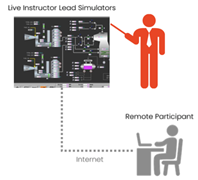 Live Instructor Lead Simulators
Remote Participant
Internet